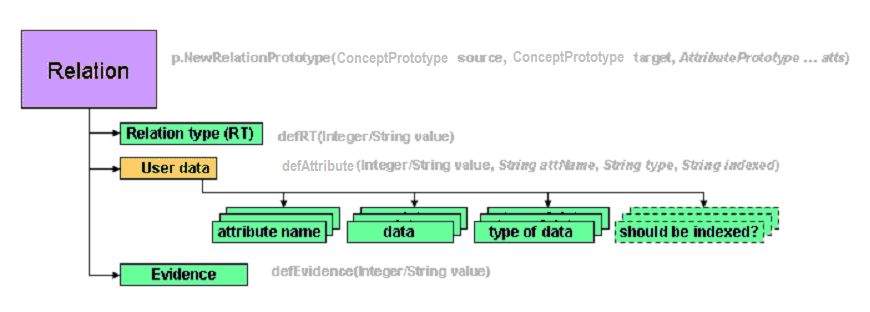 p.NewRelationPrototype(ConceptPrototype source, ConceptPrototype target, AttributePrototype ... atts)
Relation
Relation type (RT) defRT(Integer/String value)
User data defAttribute(Integer/String value, String attName, String type, String indexed)
attribute name data type of data should be indexed?
Evidence defEvidence(Integer/String value)